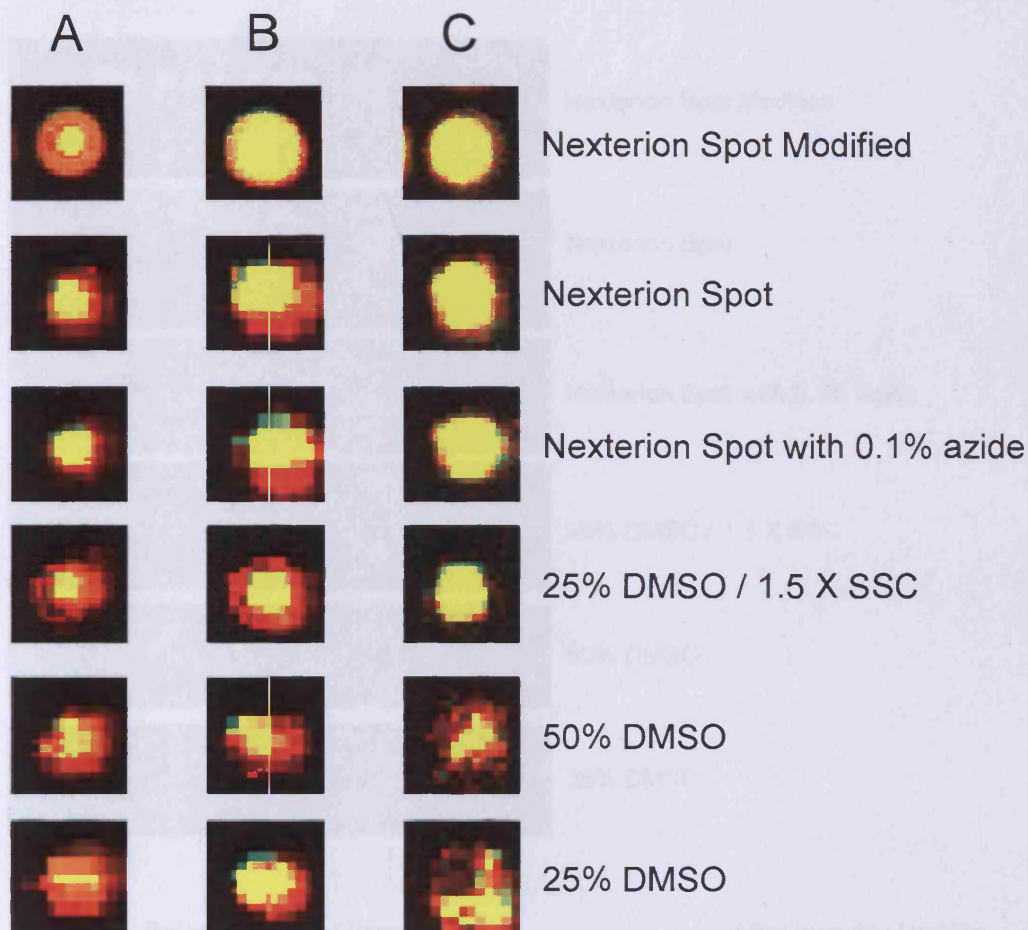 A B C
Nexterion Spot Modified
Nexterion Spot
Nexterion Spot with 0.1% azide
25% DMSO / 1.5 X SSC
50% DMSO
25% DMSO